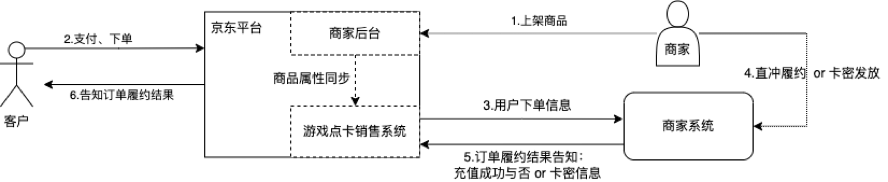 京东平台
商家后台
1.上架商品
2.支付、下单
商家
商品属性同步
4.直冲履约 or 卡密发放
6.告知订单履约结果
3.用户下单信息
客户
游戏点卡销售系统
商家系统
5.订单履约结果告知：
充值成功与否 or 卡密信息